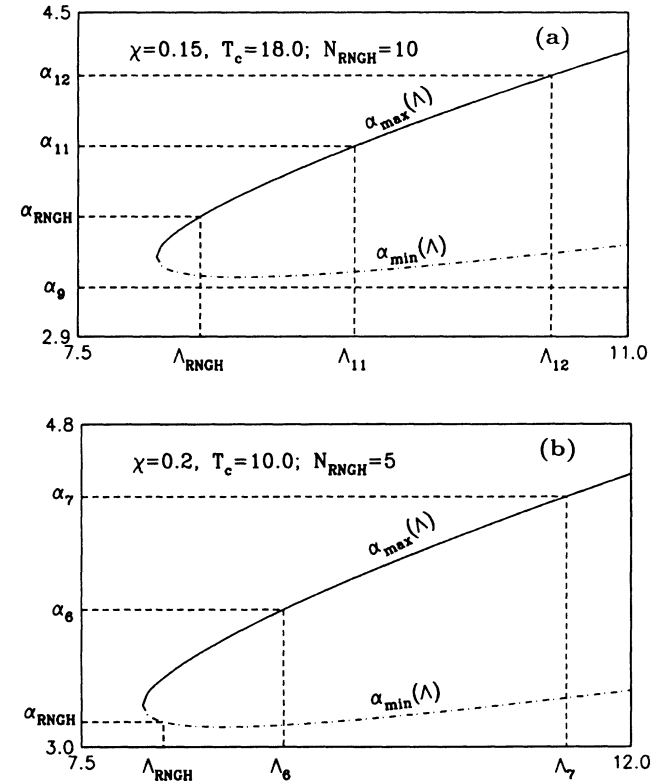 4.5
χ=0.15, T_c=18.0; N_RNGH=10
(a)
α_12
α_max(Λ)
α_11
α_RNGH
α_min(Λ)
α_9
2.9
7.5 Λ_RNGH Λ_11 Λ_12 11.0
4.8
χ=0.2, T_c=10.0; N_RNGH=5
(b)
α_7
α_max(Λ)
α_6
α_min(Λ)
α_RNGH
3.0
7.5 Λ_RNGH Λ_6 Λ_7 12.0